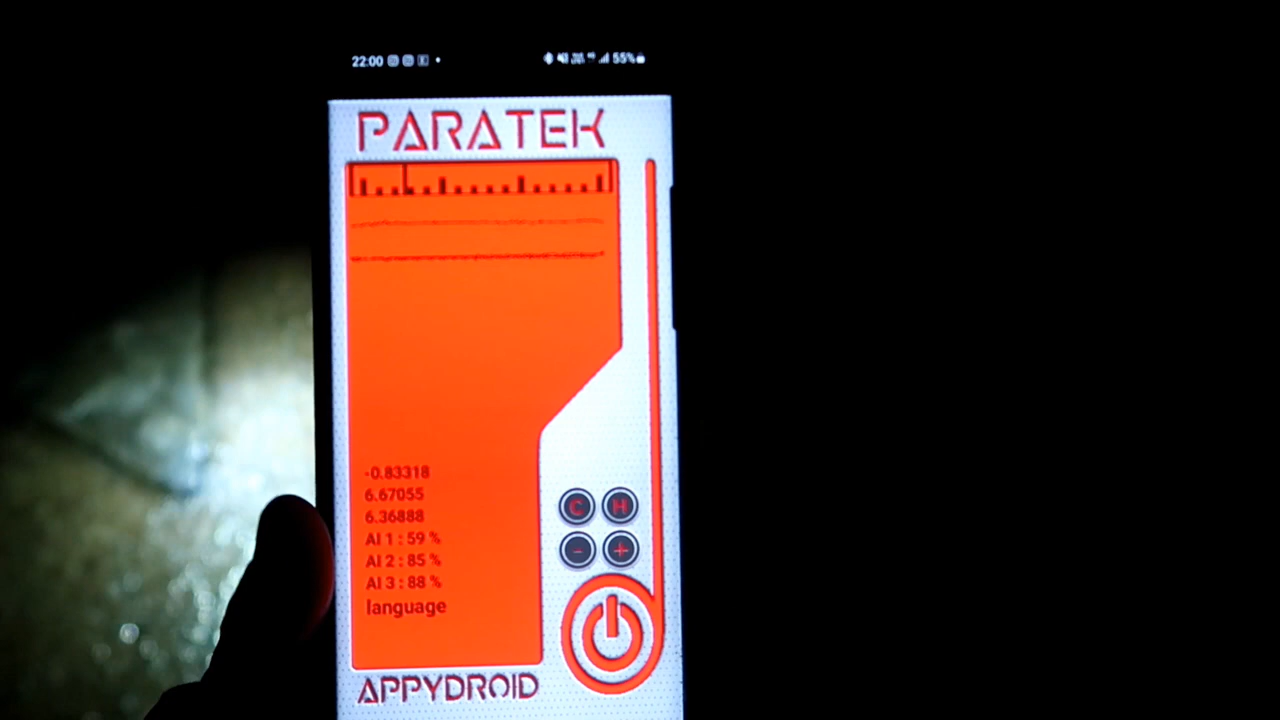 22:00 55%
PARATEK
-0.83318
6.67055
6.36888
AI 1 : 59 %
AI 2 : 85 %
AI 3 : 88 %
language
C H
- +
APPYDROID